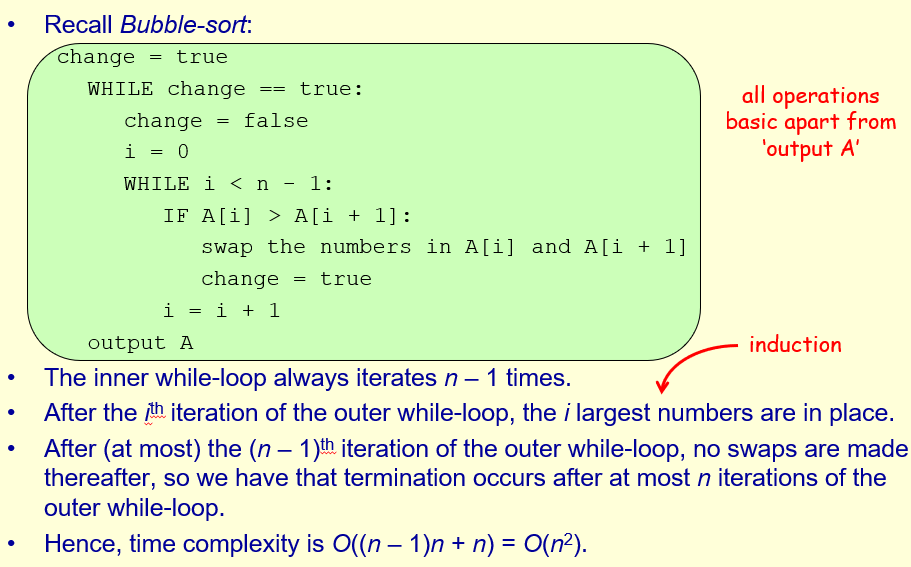 • Recall Bubble-sort:
change = true
WHILE change == true:
change = false
i = 0
WHILE i < n - 1:
IF A[i] > A[i + 1]:
swap the numbers in A[i] and A[i + 1]
change = true
i = i + 1
output A
all operations
basic apart from
‘output A’
induction
• The inner while-loop always iterates n – 1 times.
• After the ith iteration of the outer while-loop, the i largest numbers are in place.
• After (at most) the (n – 1)th iteration of the outer while-loop, no swaps are made
thereafter, so we have that termination occurs after at most n iterations of the
outer while-loop.
• Hence, time complexity is O((n – 1)n + n) = O(n²).